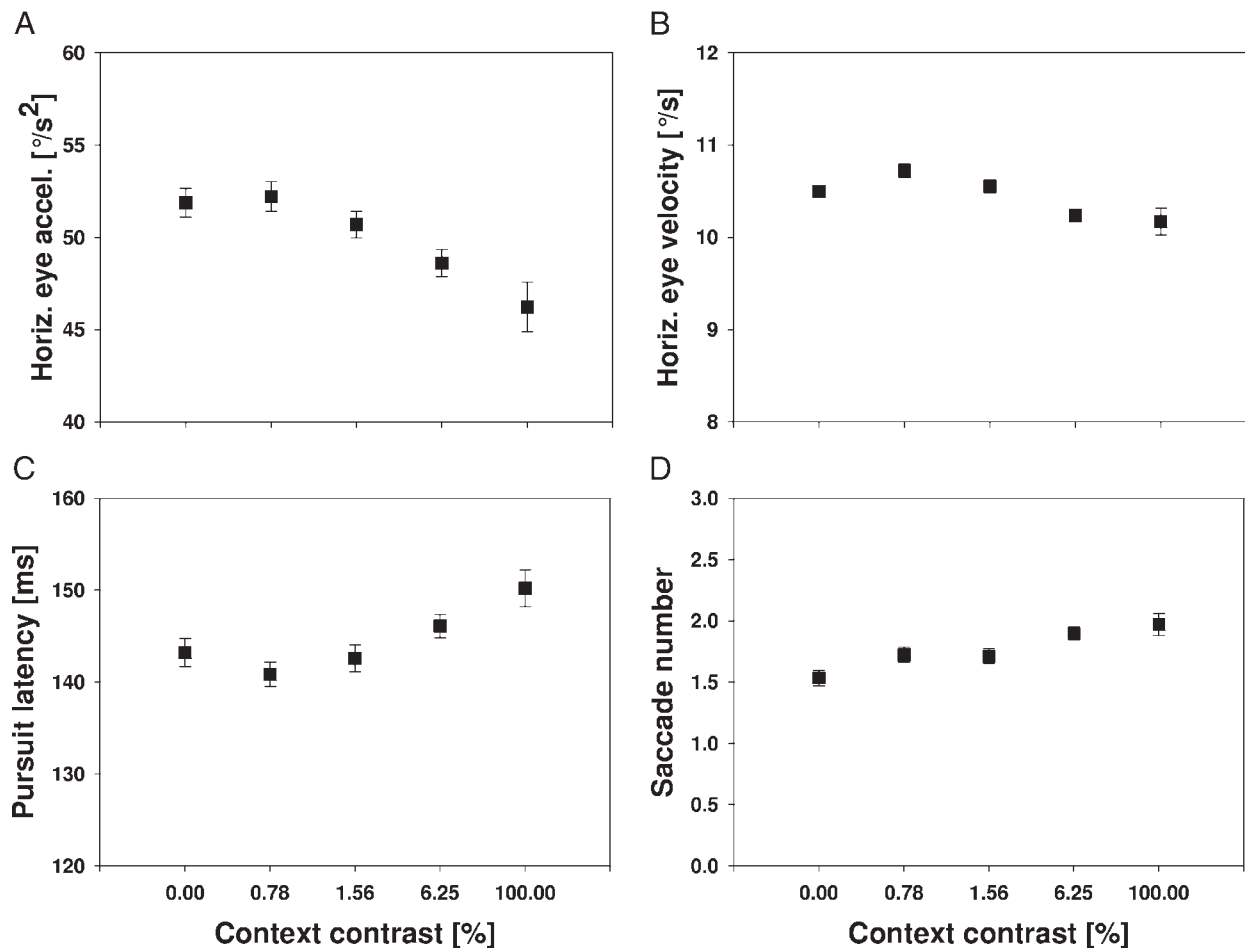 A
Horiz. eye accel. [°/s²]
60
55
50
45
40
B
Horiz. eye velocity [°/s]
12
11
10
9
8
C
Pursuit latency [ms]
160
150
140
130
120
0.00 0.78 1.56 6.25 100.00
Context contrast [%]
D
Saccade number
3.0
2.5
2.0
1.5
1.0
0.0
0.00 0.78 1.56 6.25 100.00
Context contrast [%]